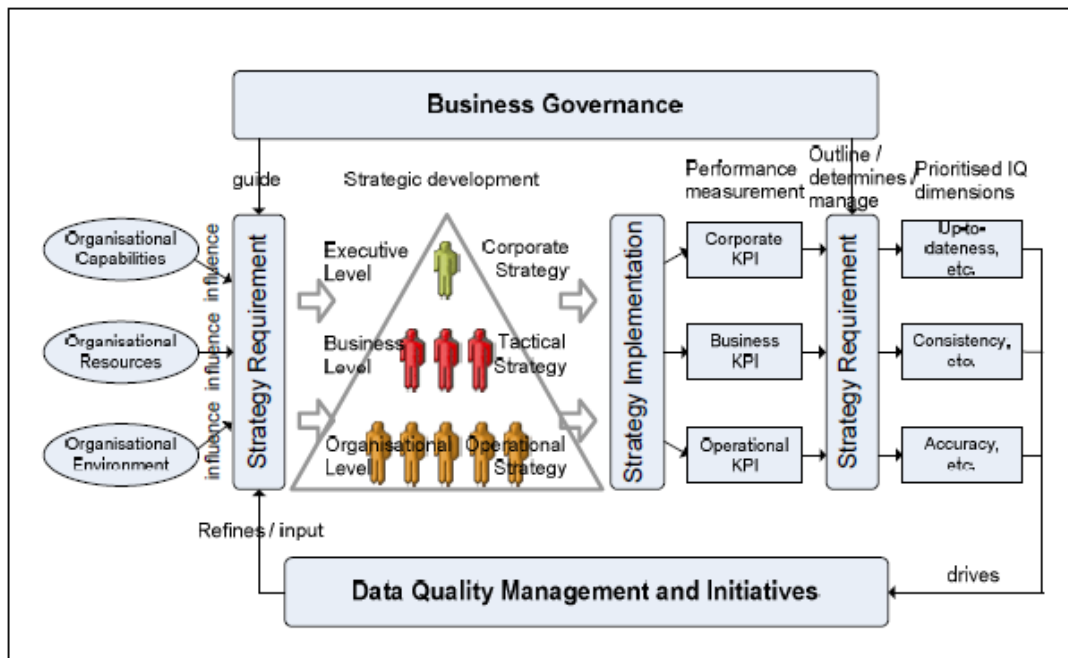 Business Governance
guide
Strategic development
Performance
measurement
Outline /
determines /
manage
Prioritised IQ
dimensions
Organisational
Capabilities
influence
Organisational
Resources
influence
Organisational
Environment
influence
Strategy Requirement
Executive
Level
Corporate
Strategy
Business
Level
Tactical
Strategy
Organisational
Level
Operational
Strategy
Strategy Implementation
Corporate
KPI
Business
KPI
Operational
KPI
Strategy Requirement
Up-to-
dateness,
etc.
Consistency,
etc.
Accuracy,
etc.
Refines / input
drives
Data Quality Management and Initiatives